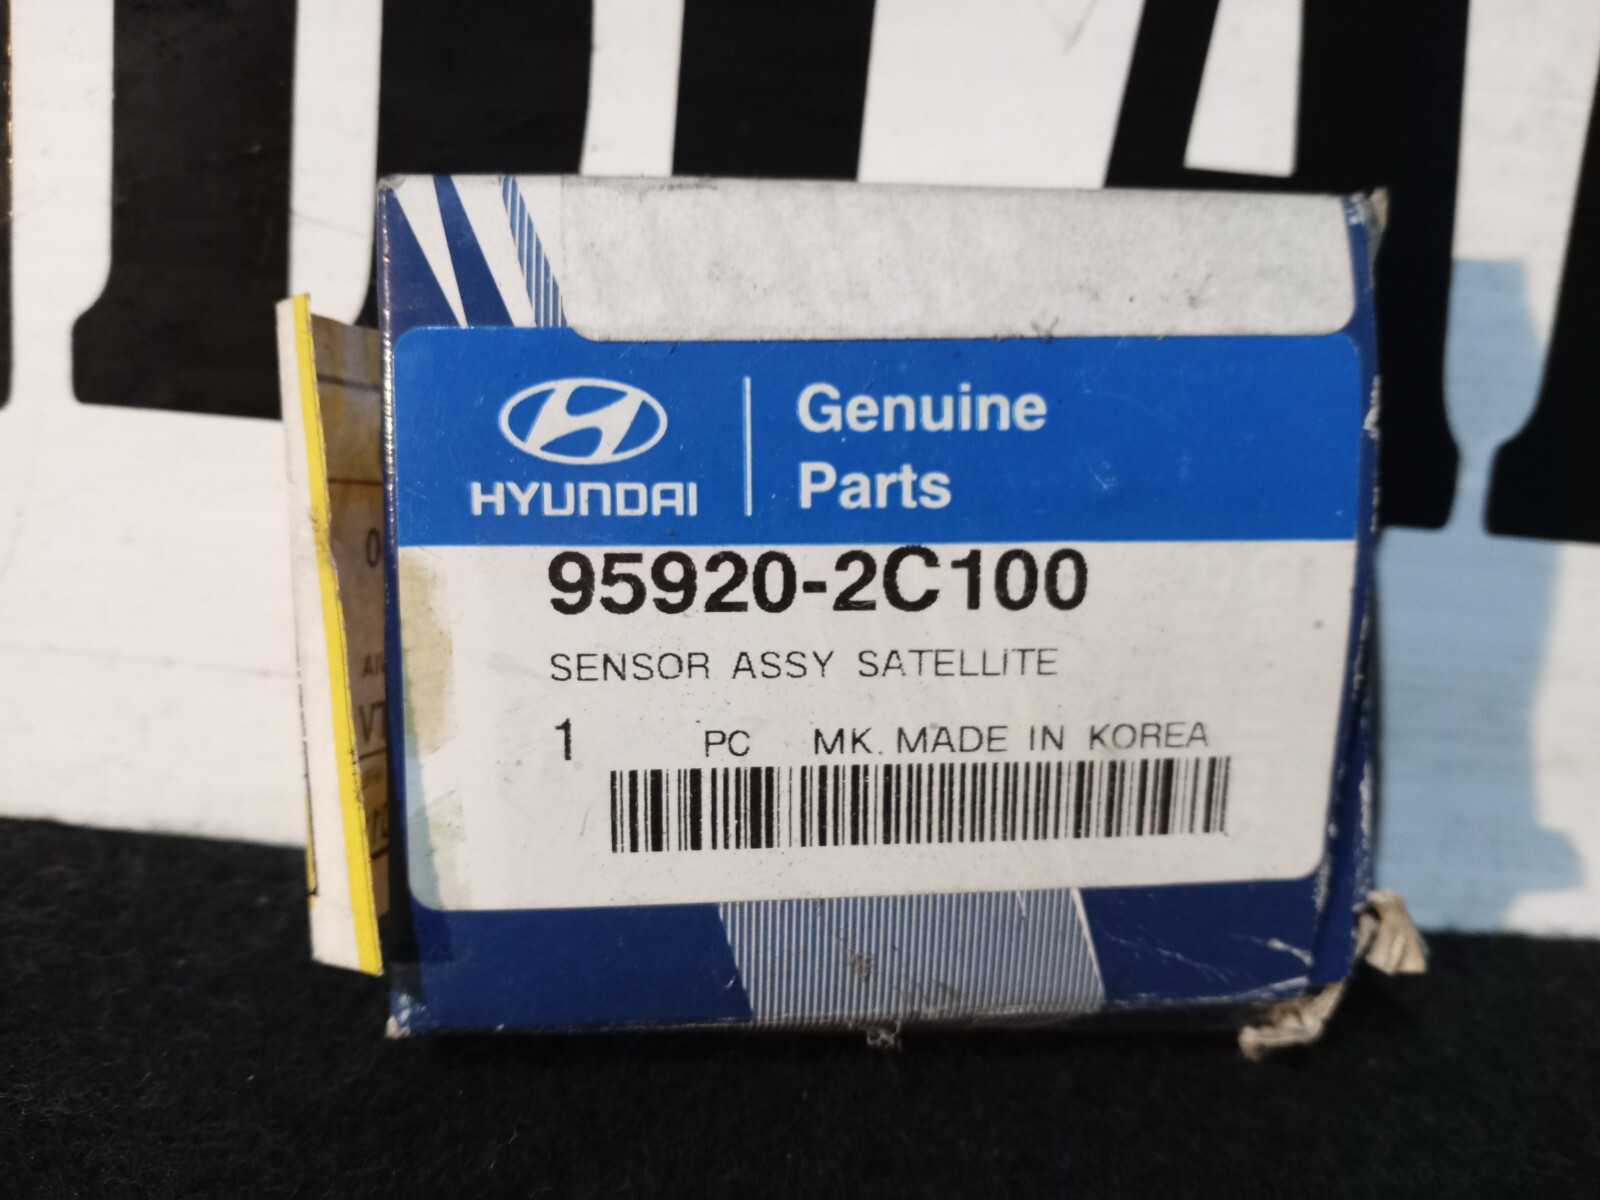 HYUNDAI
Genuine
Parts
95920-2C100
SENSOR ASSY SATELLITE
1 PC MK. MADE IN KOREA